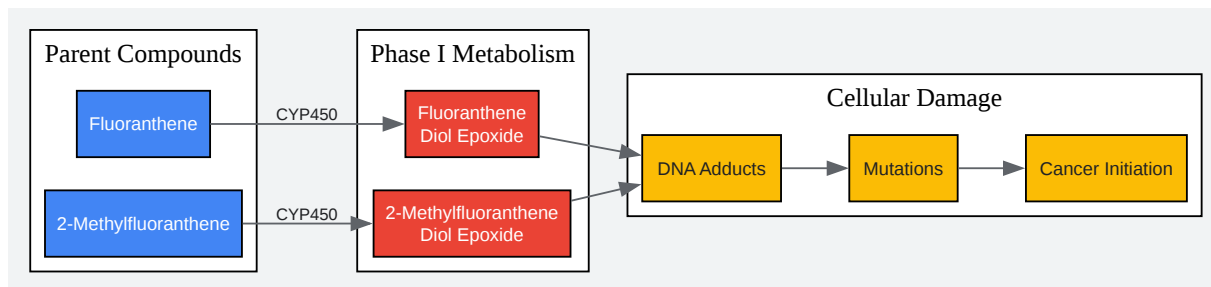 Parent Compounds
Fluoranthene
2-Methylfluoranthene
CYP450
CYP450
Phase I Metabolism
Fluoranthene
Diol Epoxide
2-Methylfluoranthene
Diol Epoxide
Cellular Damage
DNA Adducts
Mutations
Cancer Initiation